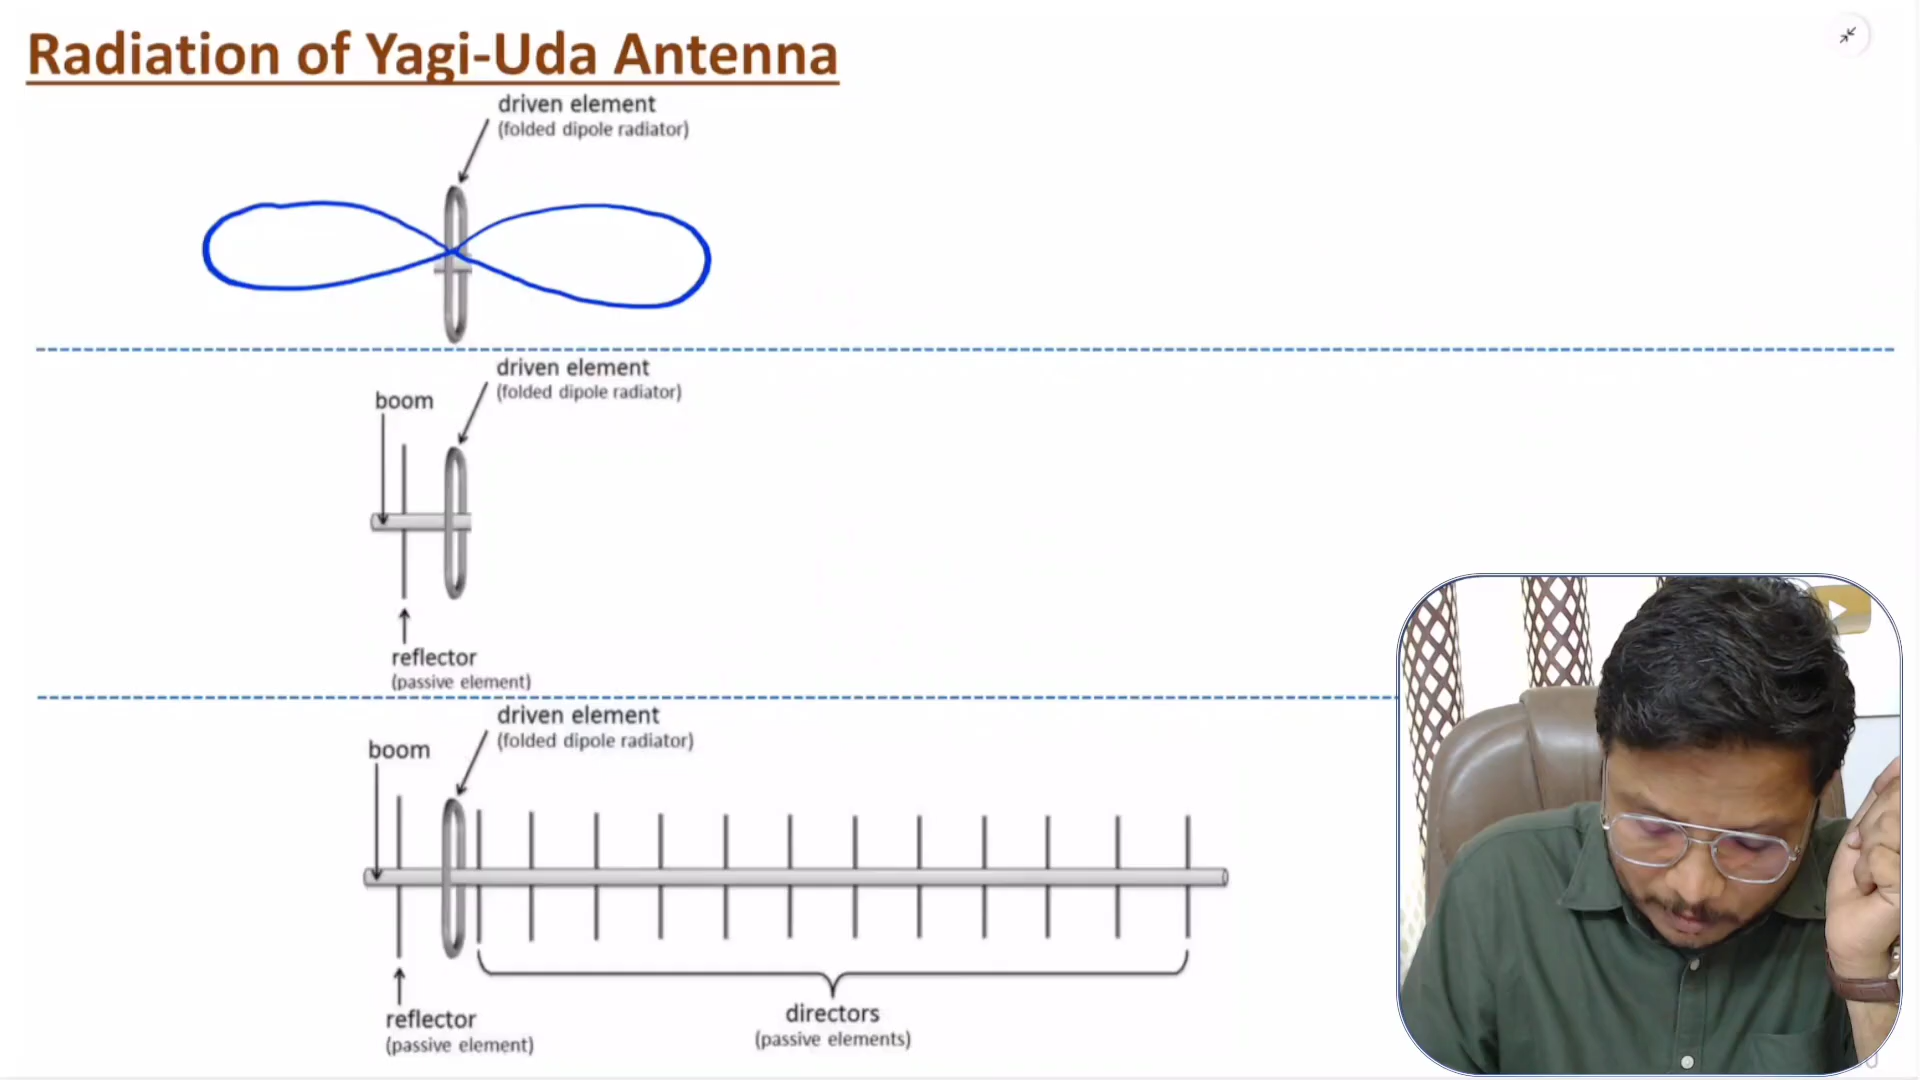 Radiation of Yagi-Uda Antenna
driven element
(folded dipole radiator)
driven element
(folded dipole radiator)
boom
reflector
(passive element)
driven element
(folded dipole radiator)
boom
directors
(passive elements)
reflector
(passive element)